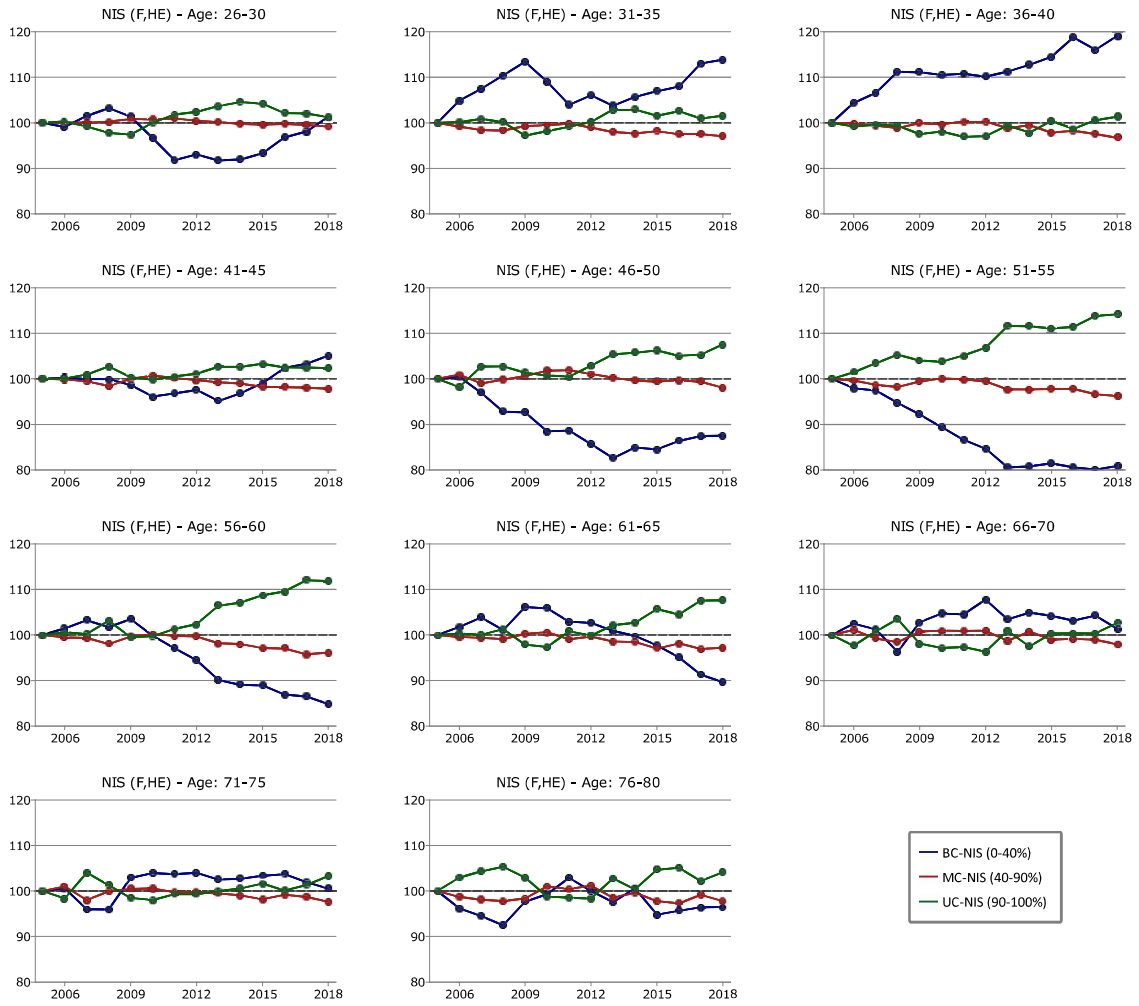 NIS (F,HE) - Age: 26-30
120
110
100
90
80
2006 2009 2012 2015 2018
NIS (F,HE) - Age: 31-35
120
110
100
90
80
2006 2009 2012 2015 2018
NIS (F,HE) - Age: 36-40
120
110
100
90
80
2006 2009 2012 2015 2018
NIS (F,HE) - Age: 41-45
120
110
100
90
80
2006 2009 2012 2015 2018
NIS (F,HE) - Age: 46-50
120
110
100
90
80
2006 2009 2012 2015 2018
NIS (F,HE) - Age: 51-55
120
110
100
90
80
2006 2009 2012 2015 2018
NIS (F,HE) - Age: 56-60
120
110
100
90
80
2006 2009 2012 2015 2018
NIS (F,HE) - Age: 61-65
120
110
100
90
80
2006 2009 2012 2015 2018
NIS (F,HE) - Age: 66-70
120
110
100
90
80
2006 2009 2012 2015 2018
NIS (F,HE) - Age: 71-75
120
110
100
90
80
2006 2009 2012 2015 2018
NIS (F,HE) - Age: 76-80
120
110
100
90
80
2006 2009 2012 2015 2018
BC-NIS (0-40%)
MC-NIS (40-90%)
UC-NIS (90-100%)